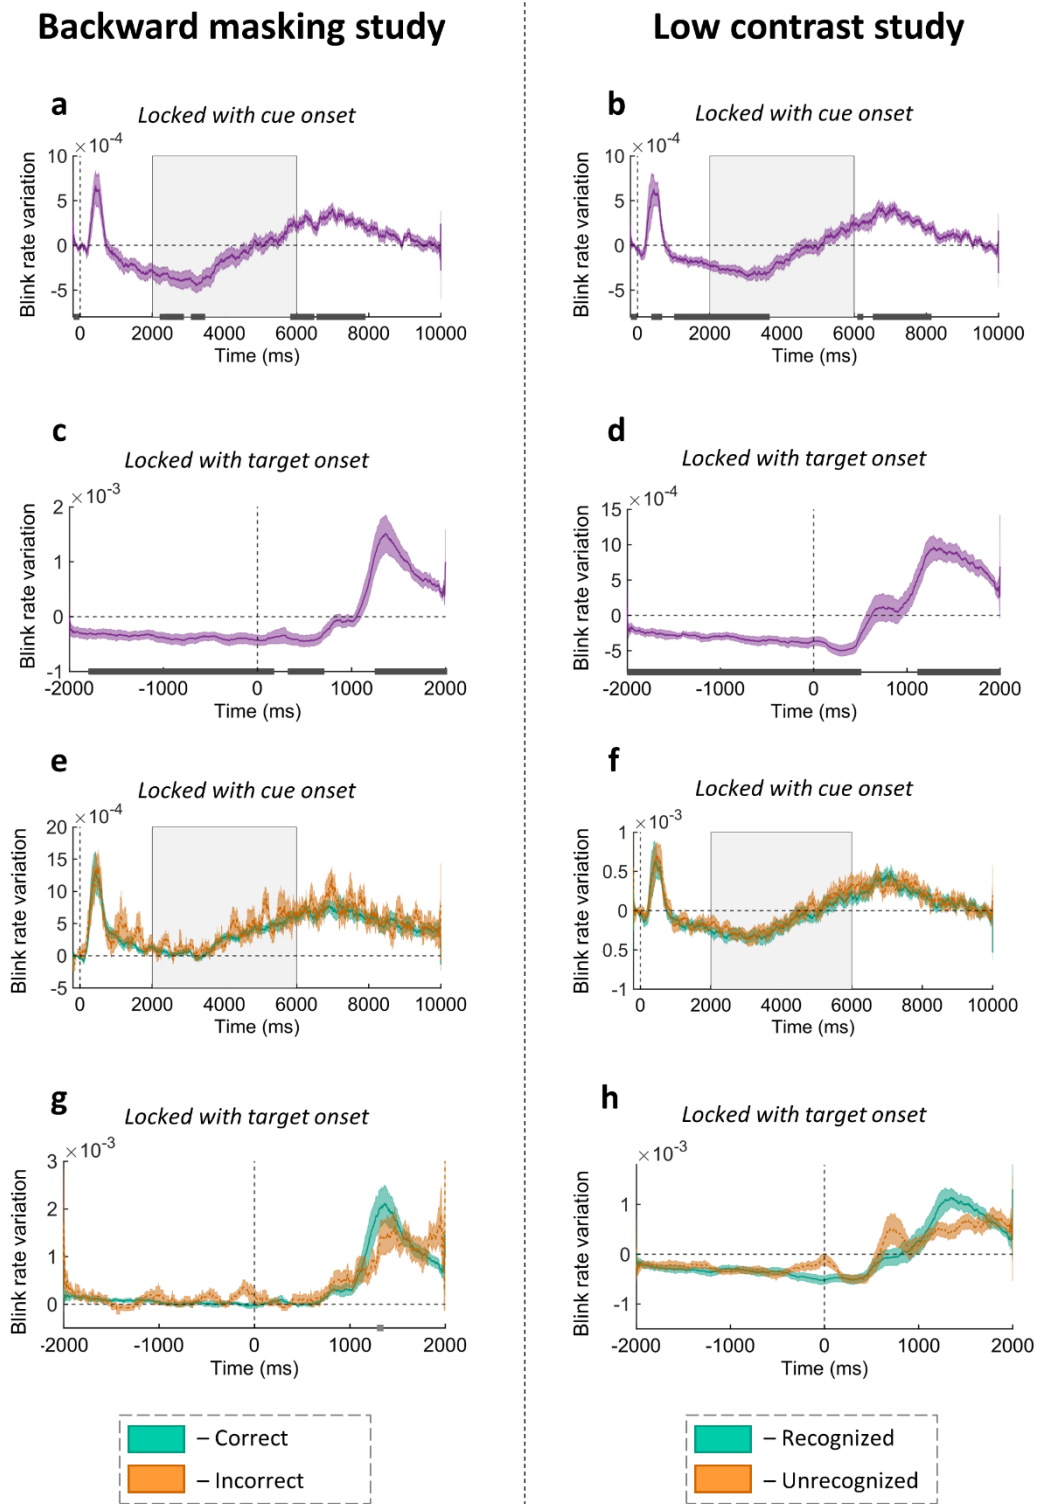 Backward masking study
Low contrast study
a
Locked with cue onset
×10-4
10
5
0
-5
Blink rate variation
0 2000 4000 6000 8000 10000
Time (ms)
b
Locked with cue onset
×10-4
10
5
0
-5
Blink rate variation
0 2000 4000 6000 8000 10000
Time (ms)
c
Locked with target onset
×10-3
2
1
0
-1
Blink rate variation
-2000 -1000 0 1000 2000
Time (ms)
d
Locked with target onset
×10-4
15
10
5
0
-5
Blink rate variation
-2000 -1000 0 1000 2000
Time (ms)
e
Locked with cue onset
×10-4
20
15
10
5
0
-5
Blink rate variation
0 2000 4000 6000 8000 10000
Time (ms)
f
Locked with cue onset
×10-3
1
0.5
0
0.5
-1
Blink rate variation
0 2000 4000 6000 8000 10000
Time (ms)
g
Locked with target onset
×10-3
3
2
1
0
Blink rate variation
-2000 -1000 0 1000 2000
Time (ms)
h
Locked with target onset
×10-3
1
0
-1
Blink rate variation
-2000 -1000 0 1000 2000
Time (ms)
– Correct
– Incorrect
– Recognized
– Unrecognized